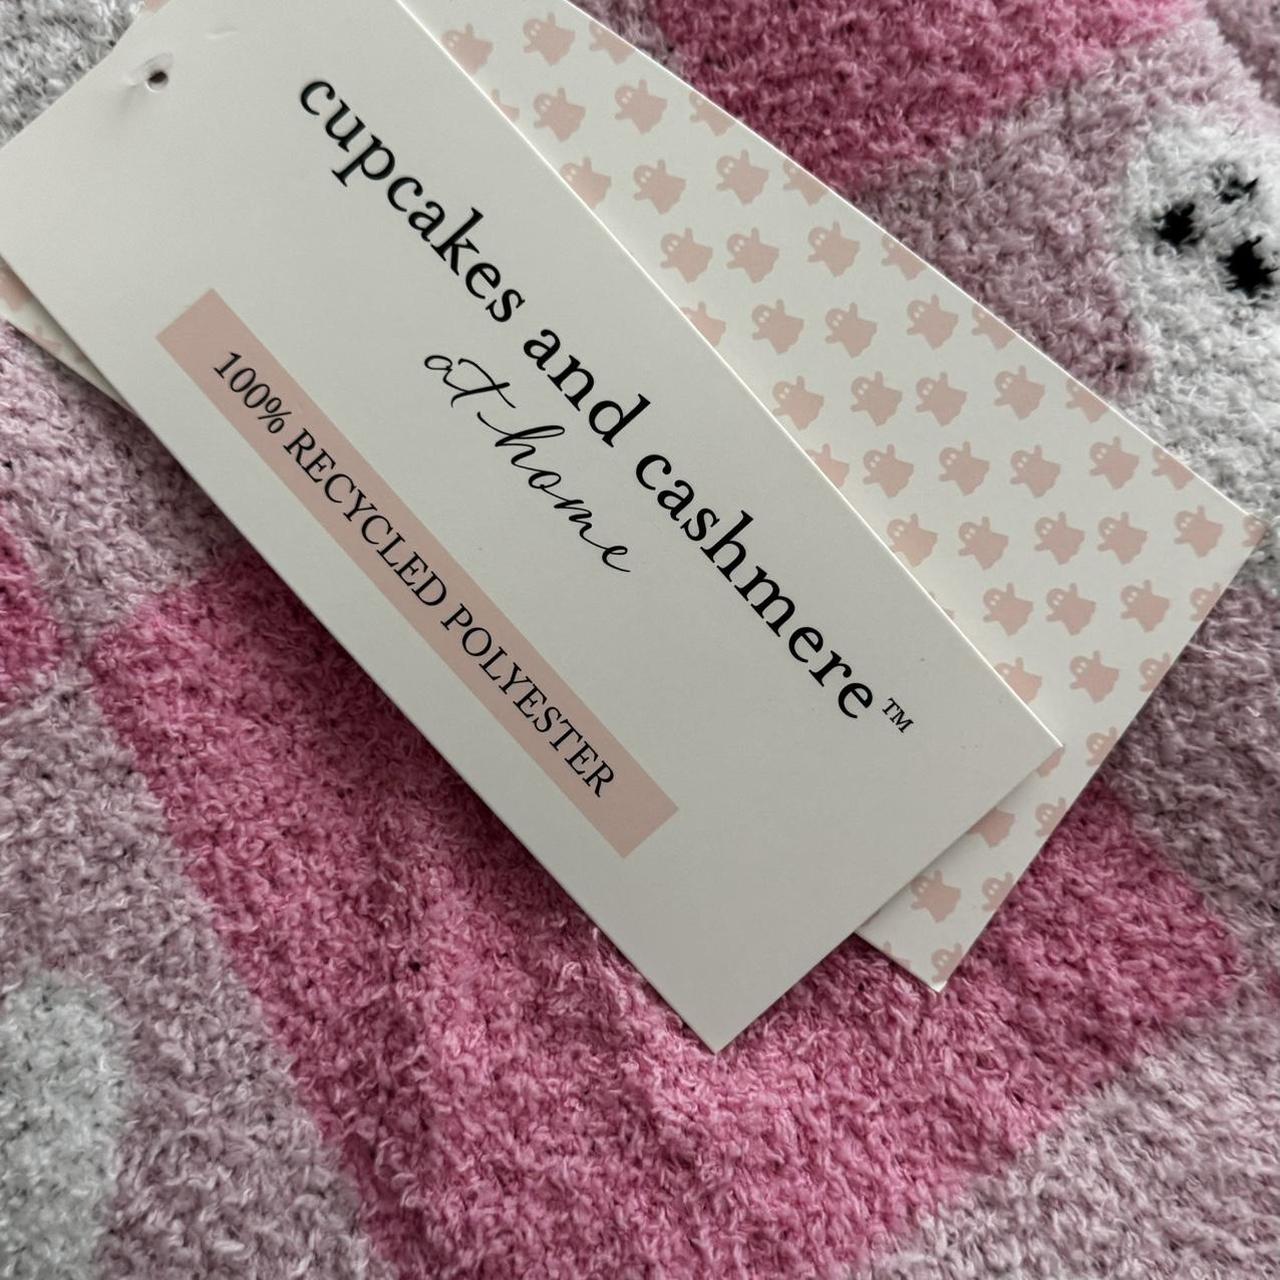 cupcakes and cashmere™
at home
100% RECYCLED POLYESTER